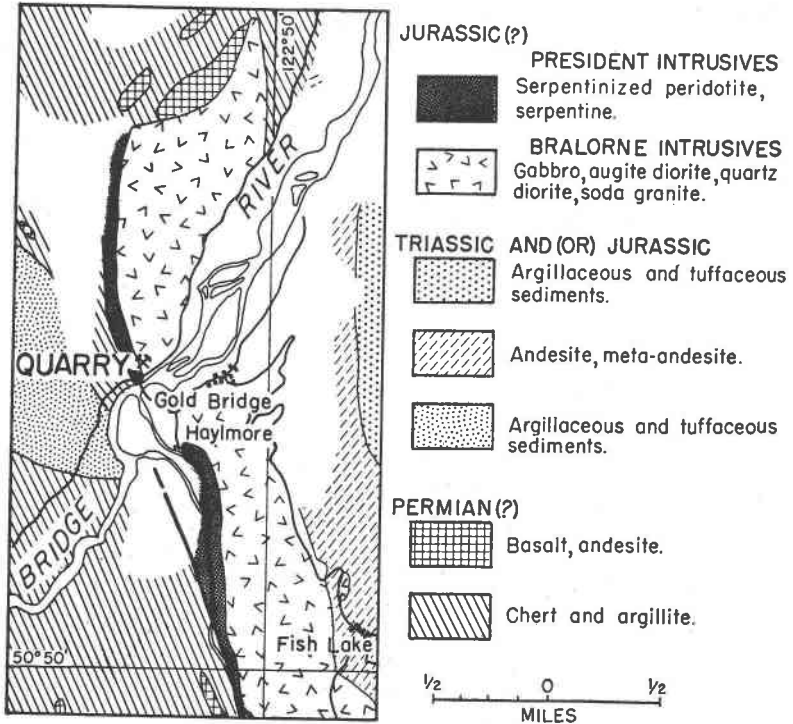 122°50'
RIVER
QUARRY
Gold Bridge
Haylmore
BRIDGE
Fish Lake
50°50'
JURASSIC(?)
PRESIDENT INTRUSIVES
Serpentinized peridotite,
serpentine.
BRALORNE INTRUSIVES
Gabbro, augite diorite, quartz
diorite, soda granite.
TRIASSIC AND (OR) JURASSIC
Argillaceous and tuffaceous
sediments.
Andesite, meta-andesite.
Argillaceous and tuffaceous
sediments.
PERMIAN(?)
Basalt, andesite.
Chert and argillite.
1/2 0 1/2
MILES